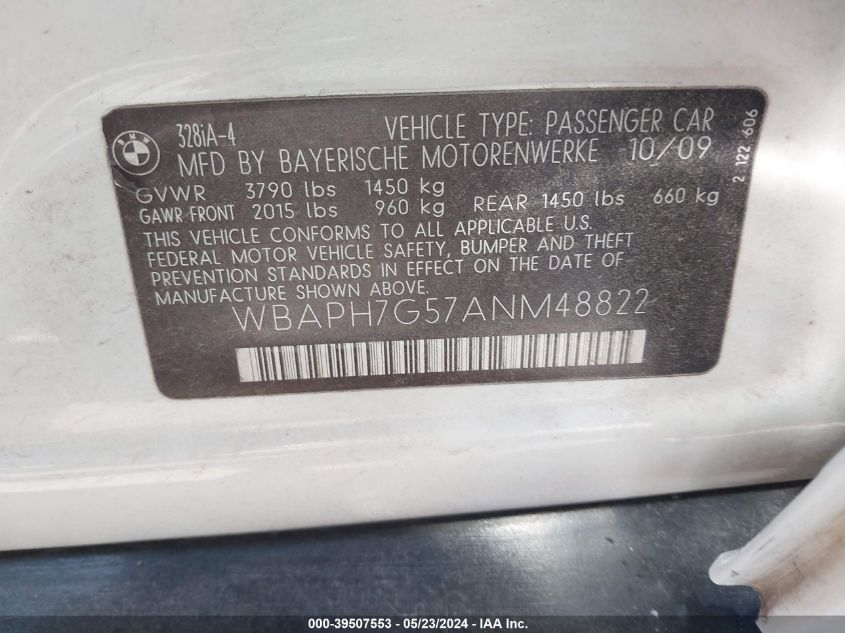 BMW
328iA-4 VEHICLE TYPE: PASSENGER CAR
MFD BY BAYERISCHE MOTORENWERKE 10/09
GVWR 3790 lbs 1450 kg
GAWR FRONT 2015 lbs 960 kg REAR 1450 lbs 660 kg
THIS VEHICLE CONFORMS TO ALL APPLICABLE U.S.
FEDERAL MOTOR VEHICLE SAFETY, BUMPER AND THEFT
PREVENTION STANDARDS IN EFFECT ON THE DATE OF
MANUFACTURE SHOWN ABOVE.
WBAPH7G57ANM48822
2 122 606
000-39507553 - 05/23/2024 - IAA Inc.